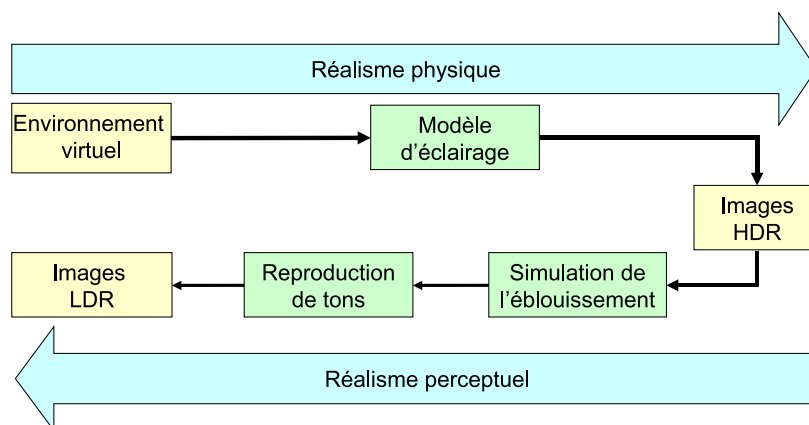 Réalisme physique
Environnement
virtuel
Modèle
d'éclairage
Images
HDR
Simulation de
l'éblouissement
Reproduction
de tons
Images
LDR
Réalisme perceptuel